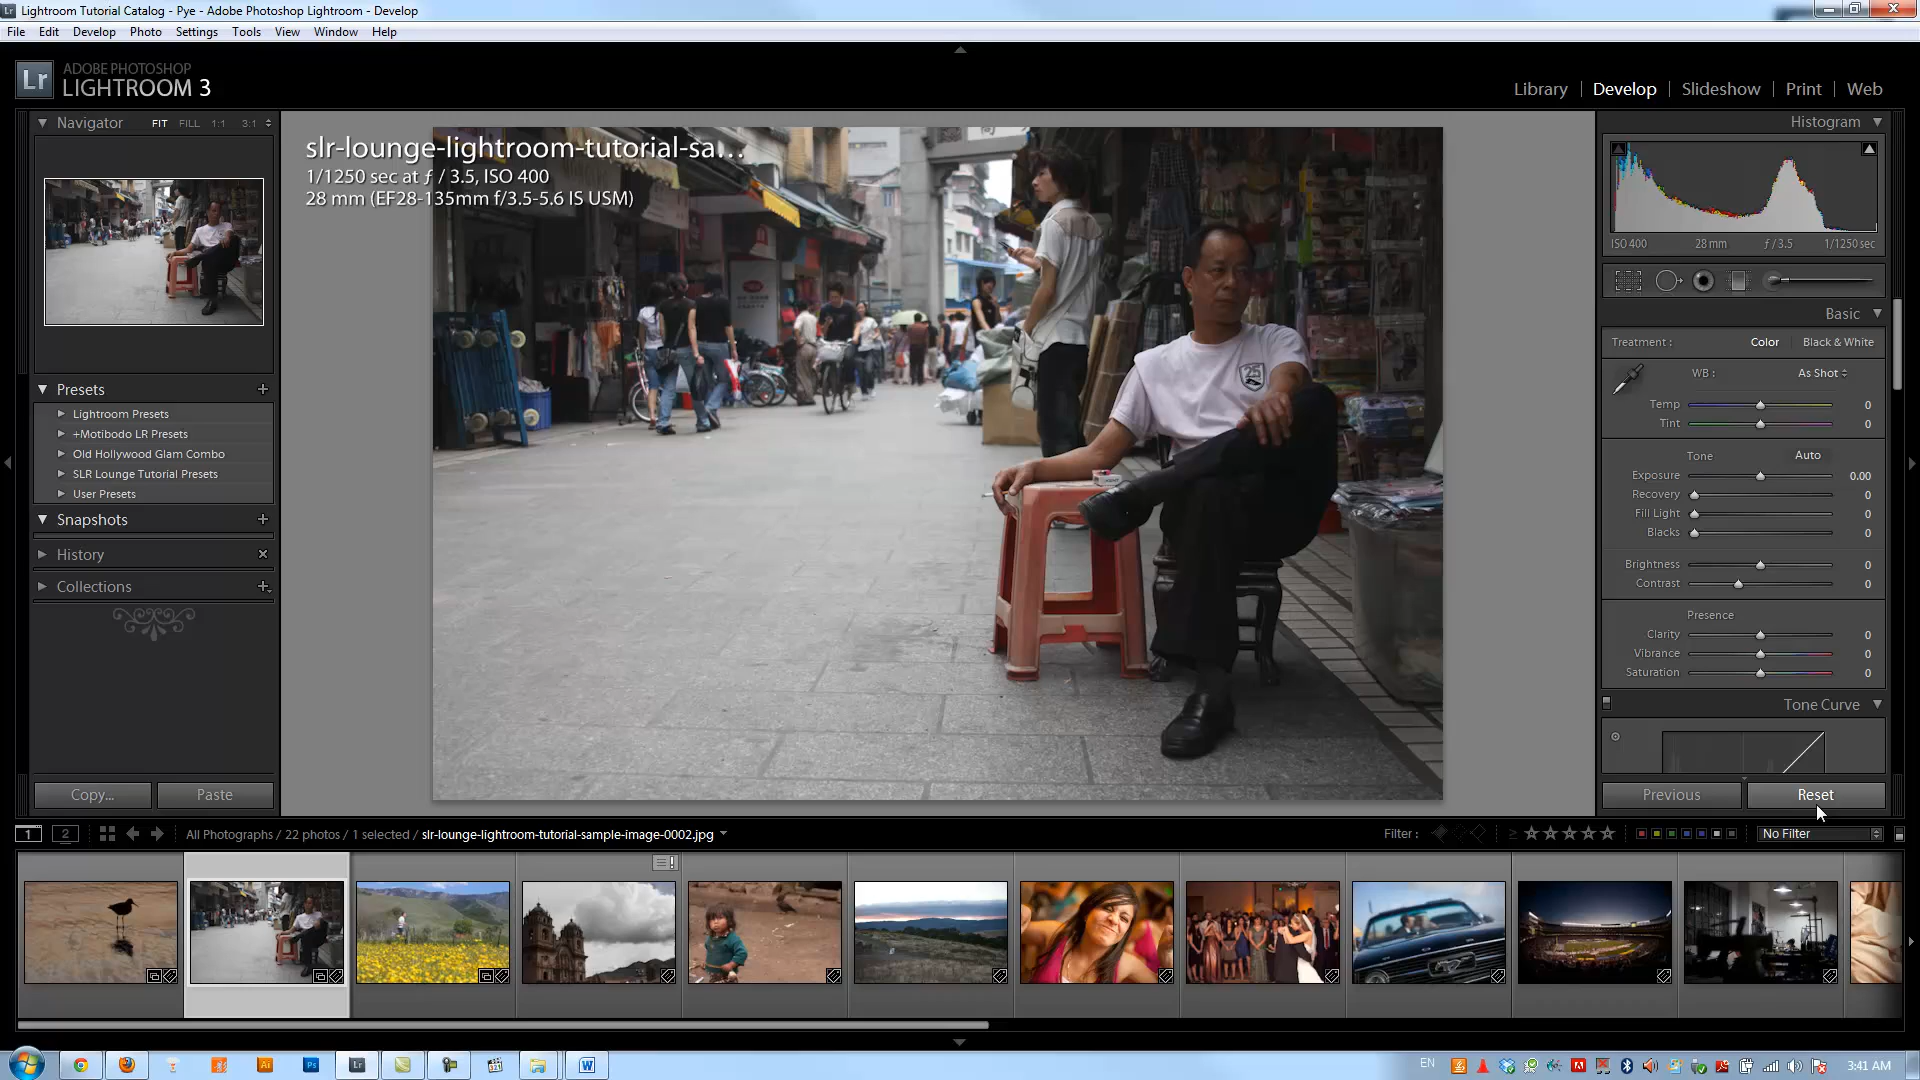 Lightroom Tutorial Catalog - Pye - Adobe Photoshop Lightroom - Develop
File Edit Develop Photo Settings Tools View Window Help
Lr ADOBE PHOTOSHOP
LIGHTROOM 3
Library | Develop | Slideshow | Print | Web
Navigator FIT FILL 1:1 3:1
Presets
Lightroom Presets
+Motibodo LR Presets
Old Hollywood Glam Combo
SLR Lounge Tutorial Presets
User Presets
Snapshots
History
Collections
Copy... Paste
slr-lounge-lightroom-tutorial-sa...
1/1250 sec at ƒ / 3.5, ISO 400
28 mm (EF28-135mm f/3.5-5.6 IS USM)
25
Histogram
ISO 400 28 mm ƒ / 3.5 1/1250 sec
Basic
Treatment : Color Black & White
WB : As Shot
Temp 0
Tint 0
Tone Auto
Exposure 0.00
Recovery 0
Fill Light 0
Blacks 0
Brightness 0
Contrast 0
Presence
Clarity 0
Vibrance 0
Saturation 0
Tone Curve
Previous Reset
1 2 All Photographs / 22 photos / 1 selected / slr-lounge-lightroom-tutorial-sample-image-0002.jpg Filter : ≥ No Filter
Ai Ps Lr W EN 3:41 AM